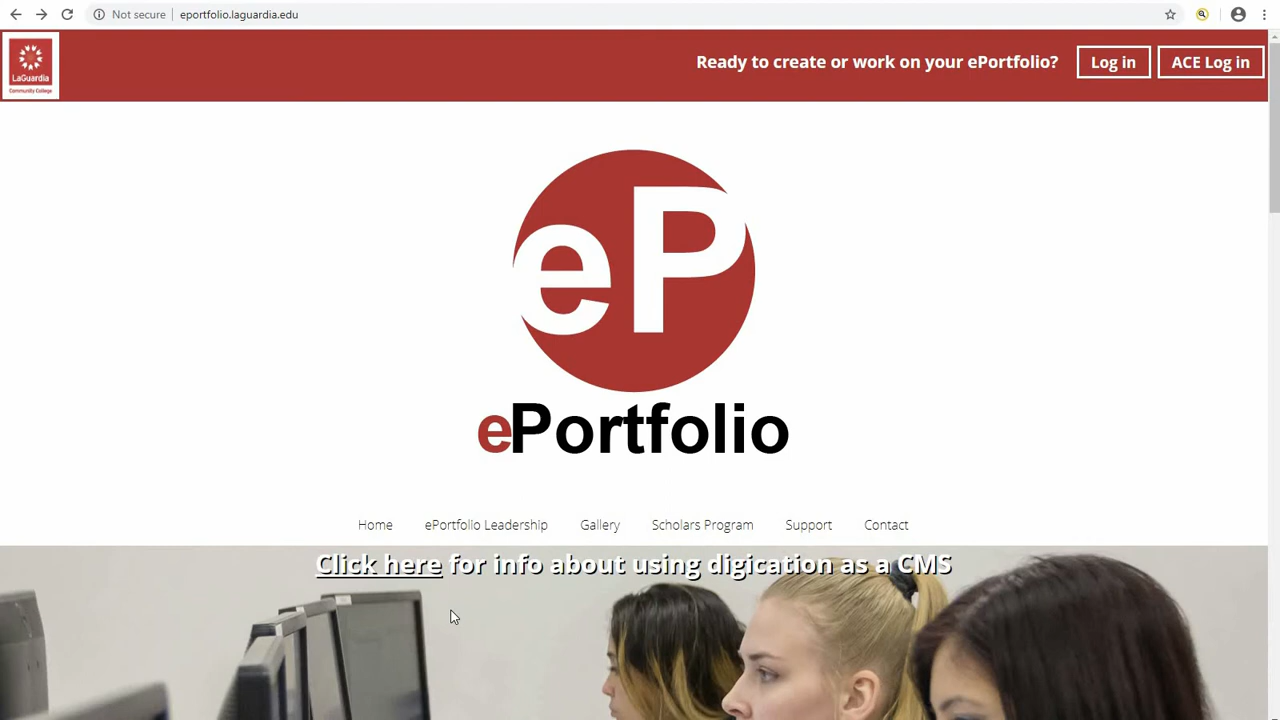 Not secure
eportfolio.laguardia.edu
LaGuardia
Community College
Ready to create or work on your ePortfolio?
Log in
ACE Log in
eP
ePortfolio
Home
ePortfolio Leadership
Gallery
Scholars Program
Support
Contact
Click here for info about using digication as a CMS